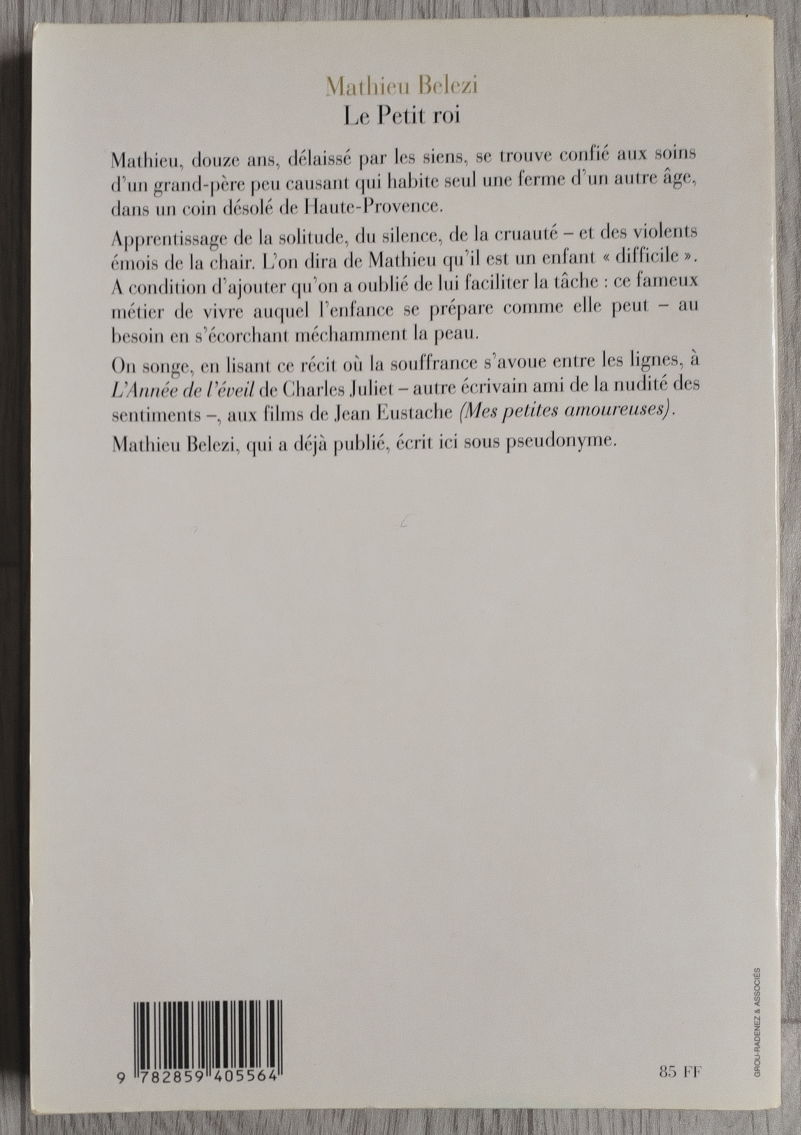 Mathieu Belezi
Le Petit roi
Mathieu, douze ans, délaissé par les siens, se trouve confié aux soins
d'un grand-père peu causant qui habite seul une ferme d'un autre âge,
dans un coin désolé de Haute-Provence.
Apprentissage de la solitude, du silence, de la cruauté – et des violents
émois de la chair. L'on dira de Mathieu qu'il est un enfant « difficile ».
A condition d'ajouter qu'on a oublié de lui faciliter la tâche : ce fameux
métier de vivre auquel l'enfance se prépare comme elle peut – au
besoin en s'écorchant méchamment la peau.
On songe, en lisant ce récit où la souffrance s'avoue entre les lignes, à
L'Année de l'éveil de Charles Juliet – autre écrivain ami de la nudité des
sentiments –, aux films de Jean Eustache (Mes petites amoureuses).
Mathieu Belezi, qui a déjà publié, écrit ici sous pseudonyme.
GROU-RADENEZ & ASSOCIÉS
85 FF
9 782859 405564